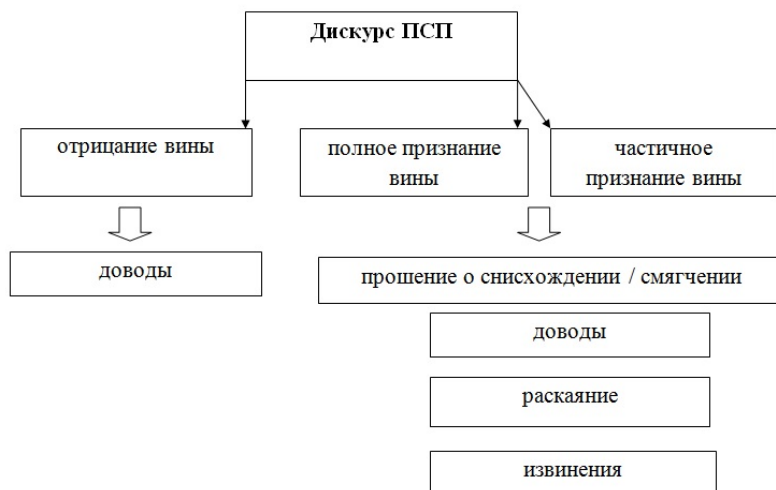 Дискурс ПСП
отрицание вины
полное признание
вины
частичное
признание вины
доводы
прошение о снисхождении / смягчении
доводы
раскаяние
извинения